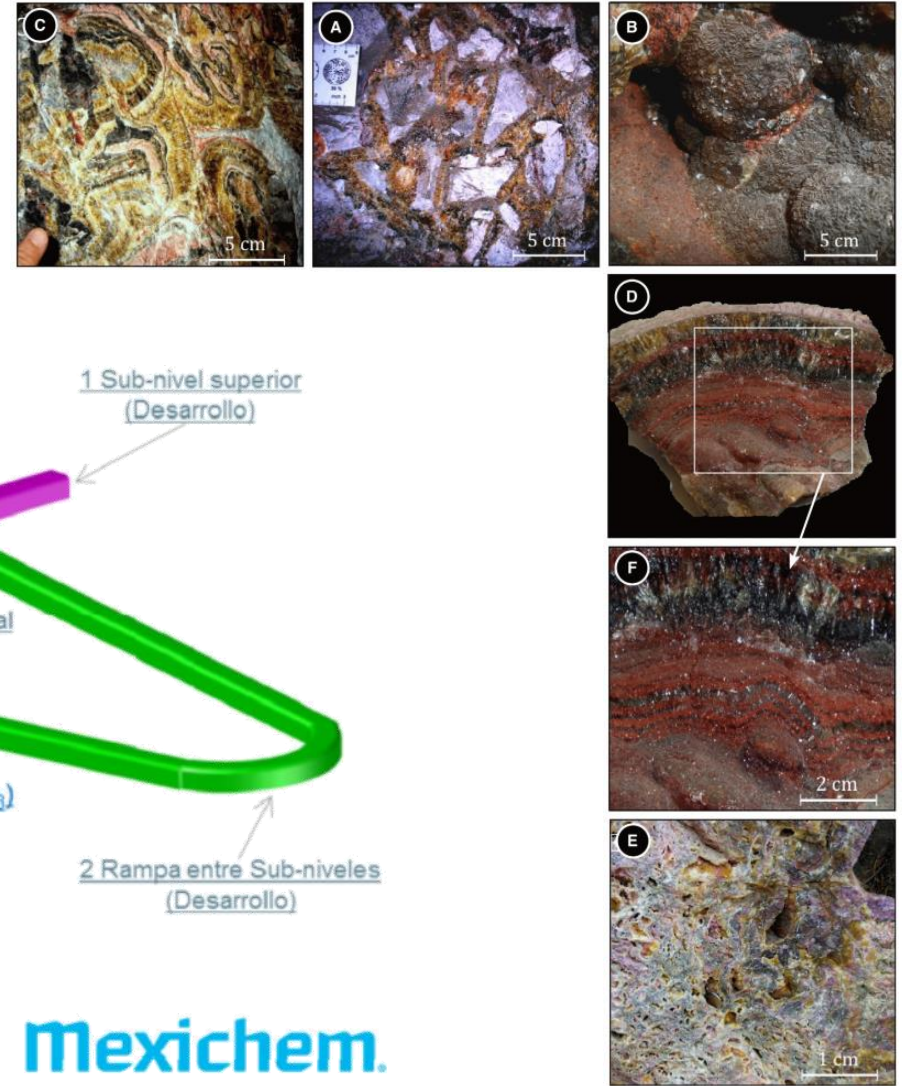 C
A
B
5 cm
5 cm
5 cm
D
1 Sub-nivel superior
(Desarrollo)
F
al
2 cm
2 Rampa entre Sub-niveles
(Desarrollo)
E
1 cm
Mexichem.